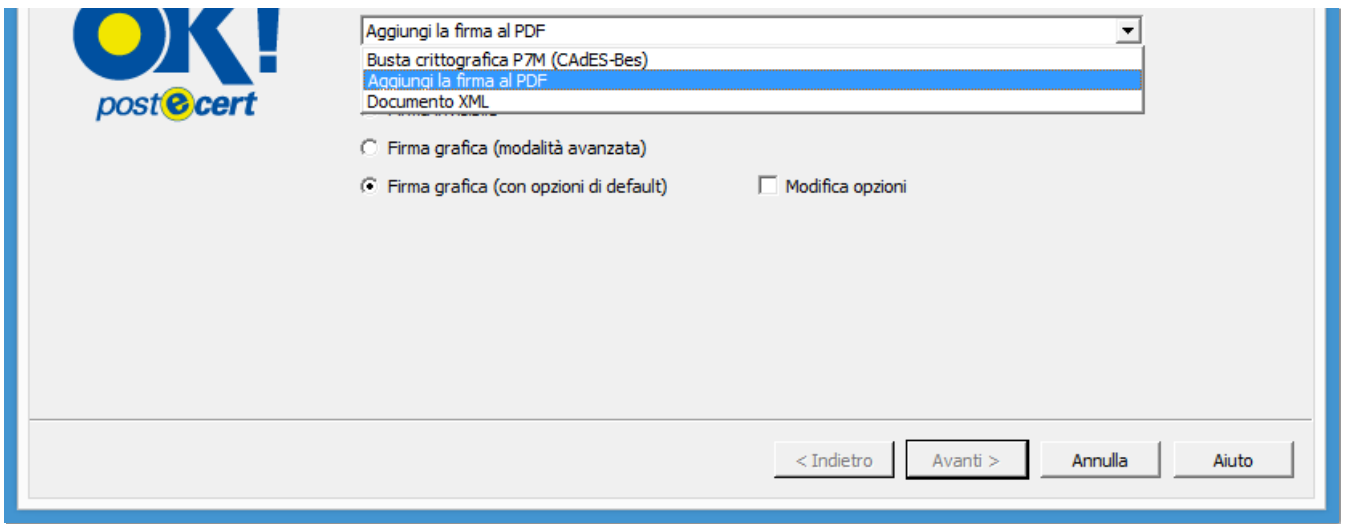 OK!
postecert
Aggiungi la firma al PDF
Busta crittografica P7M (CAdES-Bes)
Aggiungi la firma al PDF
Documento XML
Firma grafica (modalità avanzata)
Firma grafica (con opzioni di default) Modifica opzioni
< Indietro Avanti > Annulla Aiuto